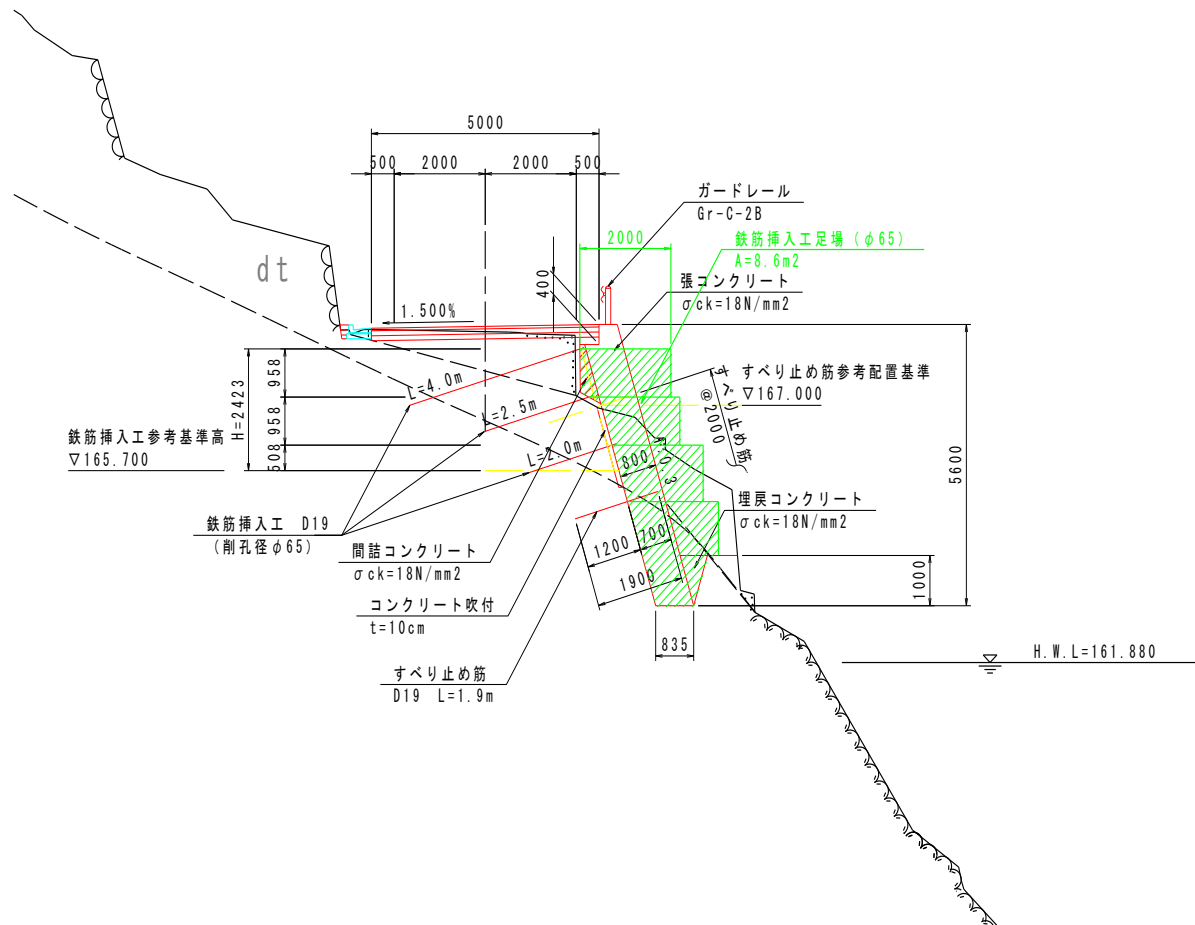 5000
500
2000
2000
500
ガードレール
Gr-C-2B
鉄筋挿入工足場(φ65)
A=8.6m2
2000
400
張コンクリート
σck=18N/mm2
dt
1.500%
すべり止め筋参考配置基準
▽167.000
すべり止め筋
@2000
958
958
508
H=2423
L=4.0m
L=2.5m
L=2.0m
鉄筋挿入工参考基準高
▽165.700
800
5600
埋戻コンクリート
σck=18N/mm2
鉄筋挿入工 D19
(削孔径φ65)
間詰コンクリート
σck=18N/mm2
1200
700
1900
1000
コンクリート吹付
t=10cm
835
H.W.L=161.880
すべり止め筋
D19 L=1.9m